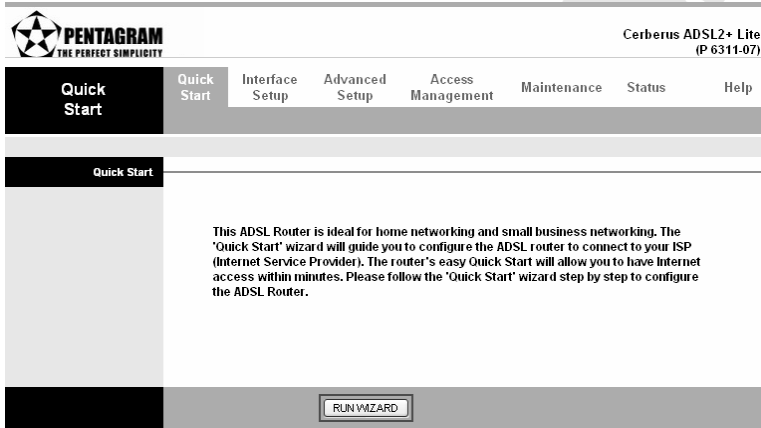 PENTAGRAM
THE PERFECT SIMPLICITY
Cerberus ADSL2+ Lite
(P 6311-07)
Quick
Start
Quick
Start
Interface
Setup
Advanced
Setup
Access
Management
Maintenance
Status
Help
Quick Start
This ADSL Router is ideal for home networking and small business networking. The
'Quick Start' wizard will guide you to configure the ADSL router to connect to your ISP
(Internet Service Provider). The router's easy Quick Start will allow you to have Internet
access within minutes. Please follow the 'Quick Start' wizard step by step to configure
the ADSL Router.
RUN WIZARD